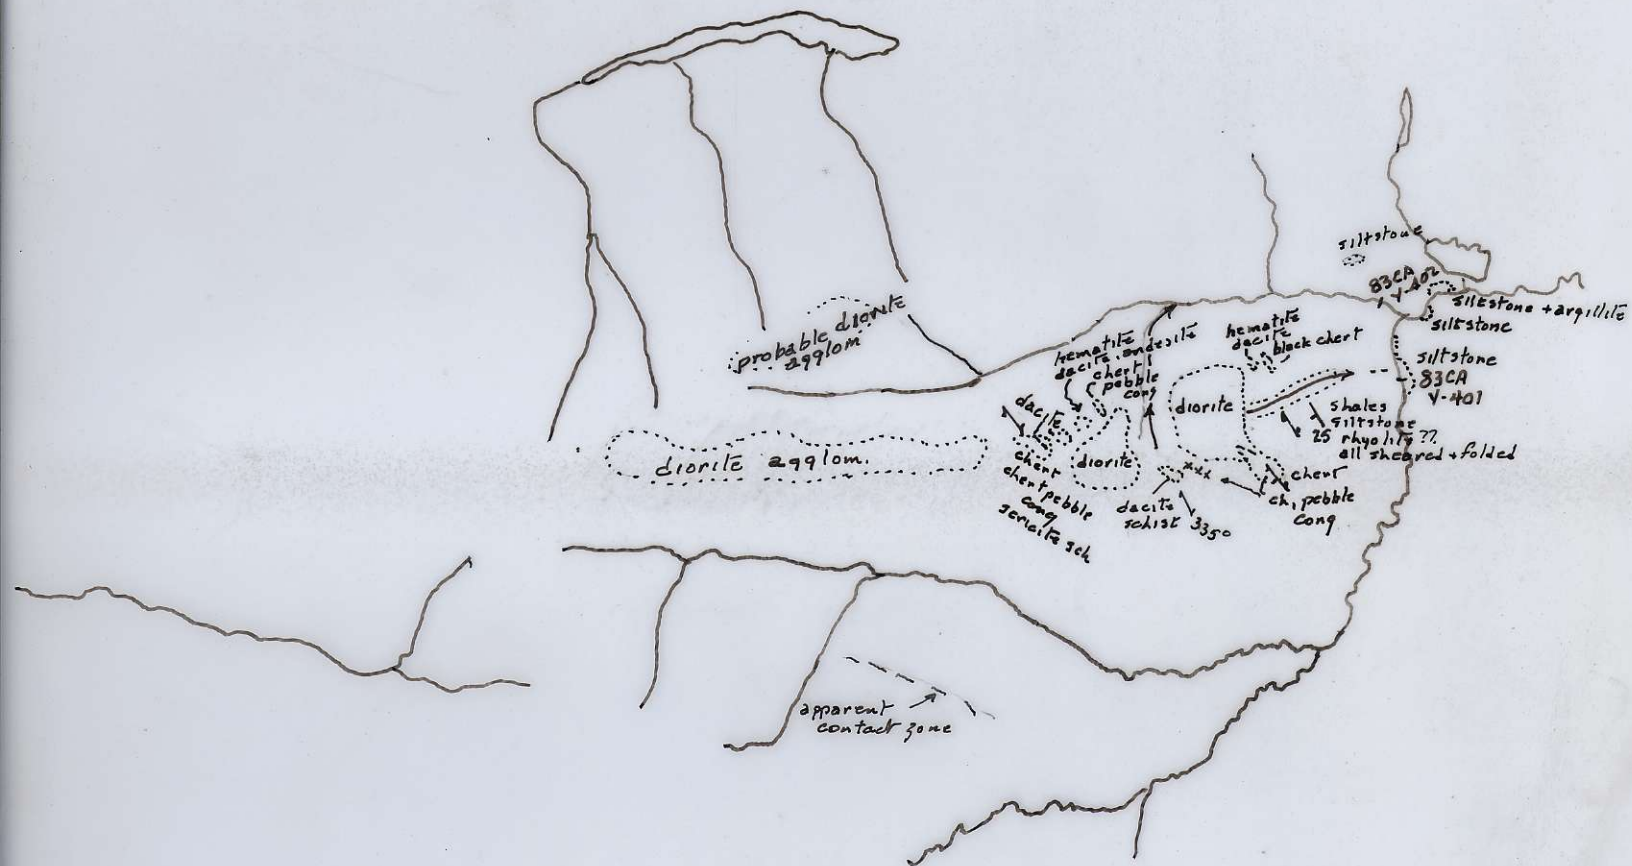 siltstone
83CA
V-402
siltstone + argillite
siltstone
siltstone
83CA
V-401
probable diorite
agglom
hematite
dacite, andesite
chert
pebble
cong
hematite
dacite
black chert
diorite
shales
siltstone
25
rhyolite??
all sheared + folded
dacite
chert
chert pebble
cong
sericite sch
diorite
diorite agglom.
xxx
dacite
schist
3350
chert
ch, pebble
cong
apparent
contact zone